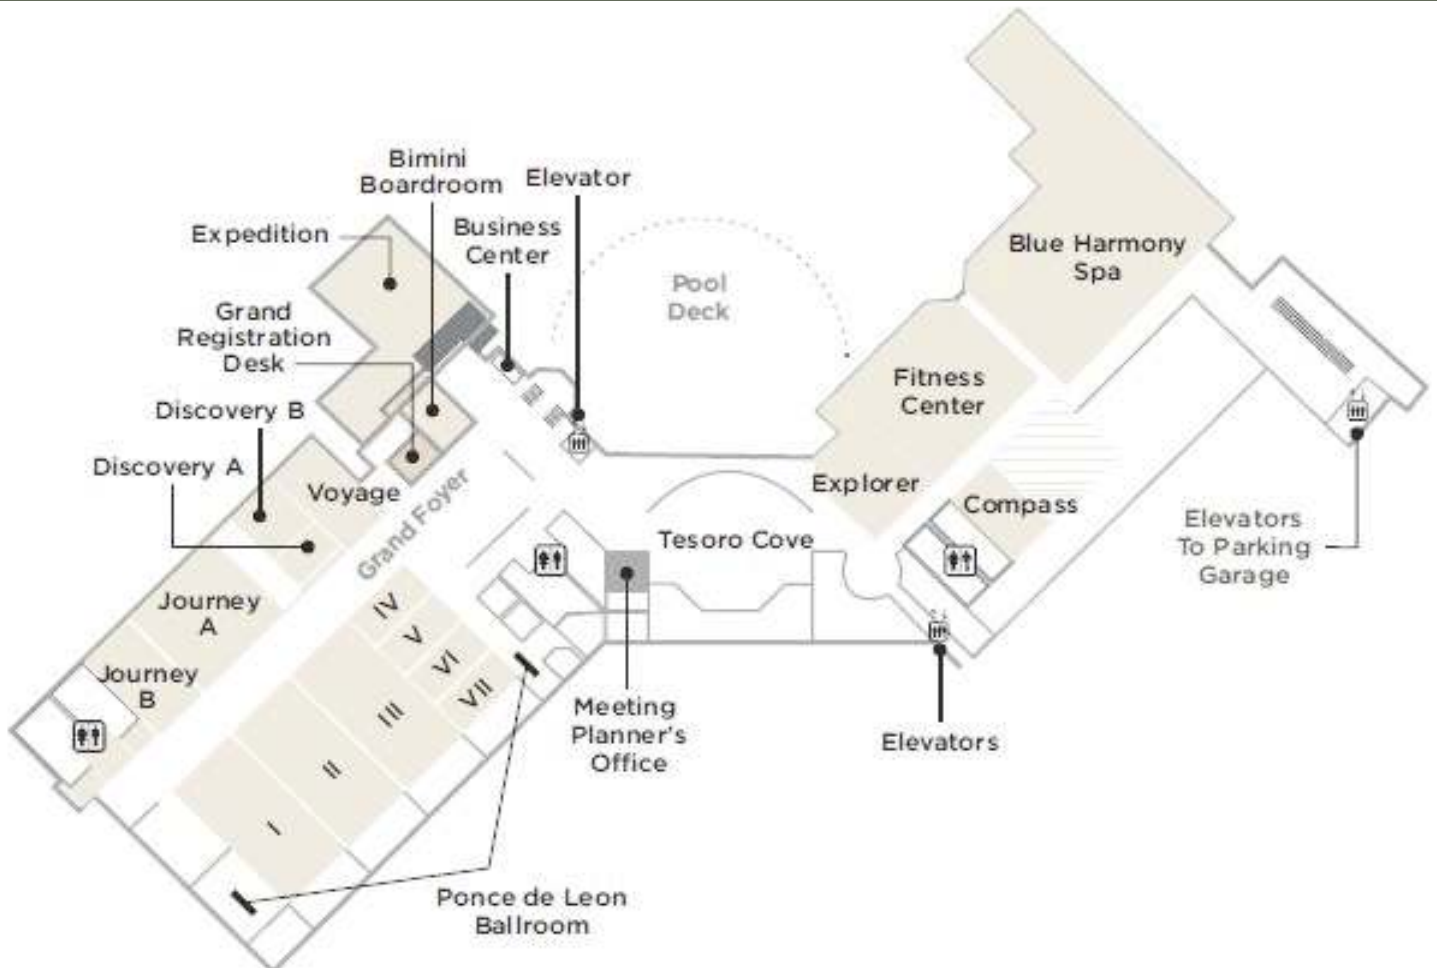 Bimini
Boardroom
Elevator
Expedition
Business
Center
Pool
Deck
Blue Harmony
Spa
Grand
Registration
Desk
Fitness
Center
Discovery B
Discovery A
Voyage
Grand Foyer
Explorer
Compass
Tesoro Cove
Elevators
To Parking
Garage
Journey
A
Journey
B
IV
V
VI
VII
III
II
I
Meeting
Planner's
Office
Elevators
Ponce de Leon
Ballroom